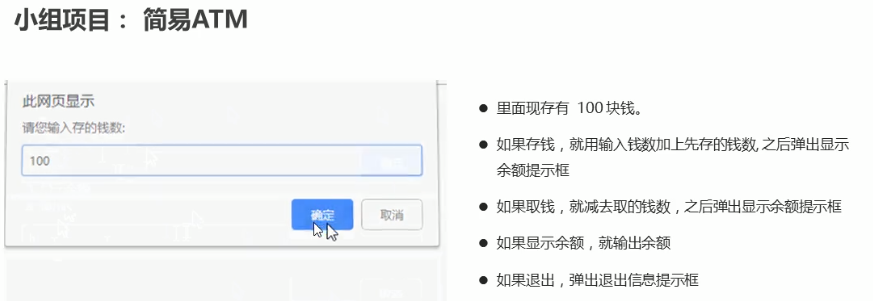 小组项目： 简易ATM
此网页显示
请您输入存的钱数:
100
确定
取消
● 里面现存有 100 块钱。
● 如果存钱，就用输入钱数加上先存的钱数, 之后弹出显示
余额提示框
● 如果取钱，就减去取的钱数，之后弹出显示余额提示框
● 如果显示余额，就输出余额
● 如果退出，弹出退出信息提示框